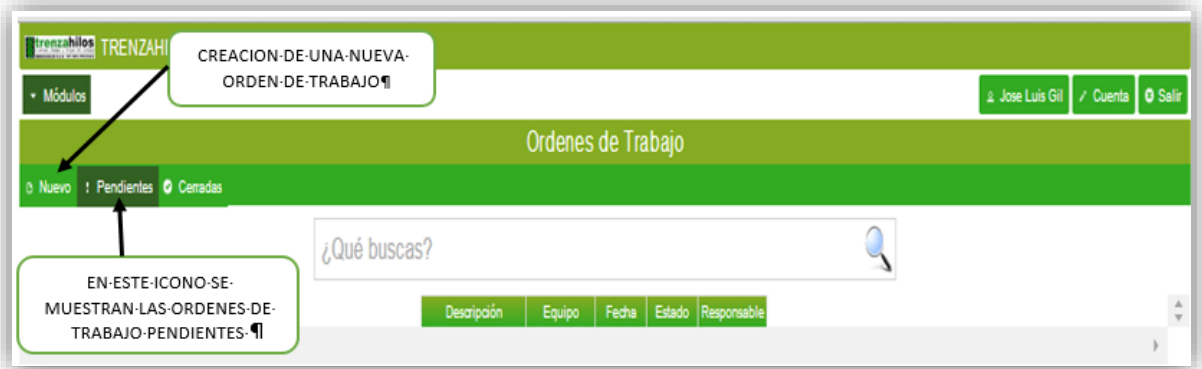 trenzahilos TRENZAHI
CREACION·DE·UNA·NUEVA·
ORDEN·DE·TRABAJO¶
Módulos
Jose Luis Gil
Cuenta
Salir
Ordenes de Trabajo
Nuevo
Pendientes
Cerradas
¿Qué buscas?
EN·ESTE·ICONO·SE·
MUESTRAN·LAS·ORDENES·DE·
TRABAJO·PENDIENTES·¶
Descripción Equipo Fecha Estado Responsable